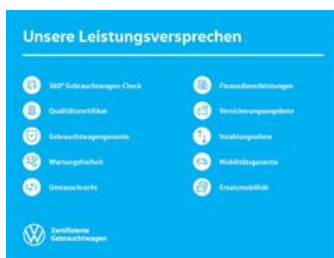 Unsere Leistungsversprechen
360° Gebrauchtwagen-Check
Qualitätszertifikat
Gebrauchtwagengarantie
Wartungsfreiheit
Umtauschrecht
Finanzdienstleistungen
Versicherungsangebote
Inzahlungnahme
Mobilitätsgarantie
Ersatzmobilität
Zertifizierte
Gebrauchtwagen